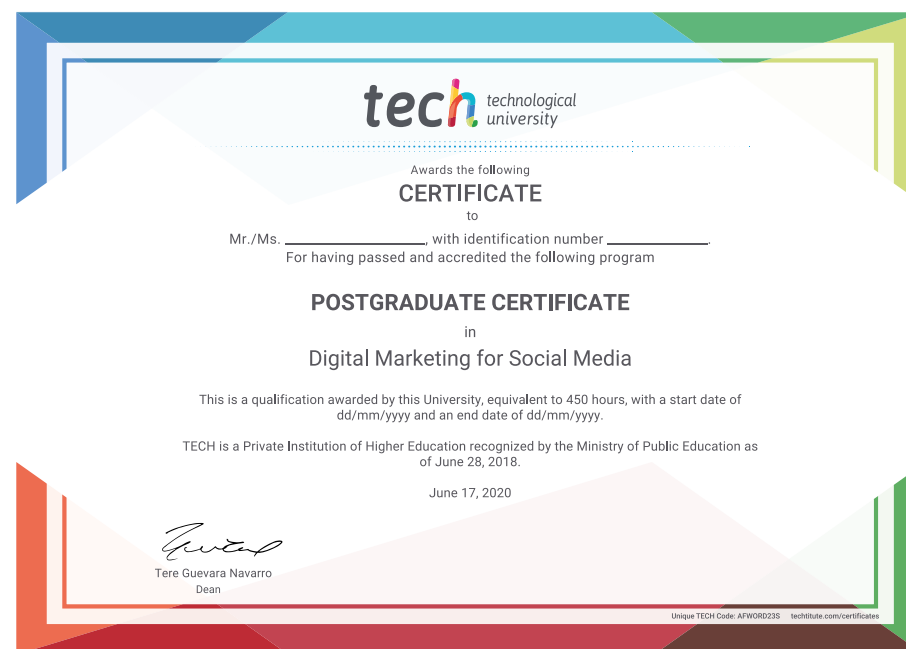 tech technological
university
Awards the following
CERTIFICATE
to
Mr./Ms. ____________________, with identification number ______________.
For having passed and accredited the following program
POSTGRADUATE CERTIFICATE
in
Digital Marketing for Social Media
This is a qualification awarded by this University, equivalent to 450 hours, with a start date of
dd/mm/yyyy and an end date of dd/mm/yyyy.
TECH is a Private Institution of Higher Education recognized by the Ministry of Public Education as
of June 28, 2018.
June 17, 2020
Tere Guevara Navarro
Dean
Unique TECH Code: AFWORD23S techtitute.com/certificates